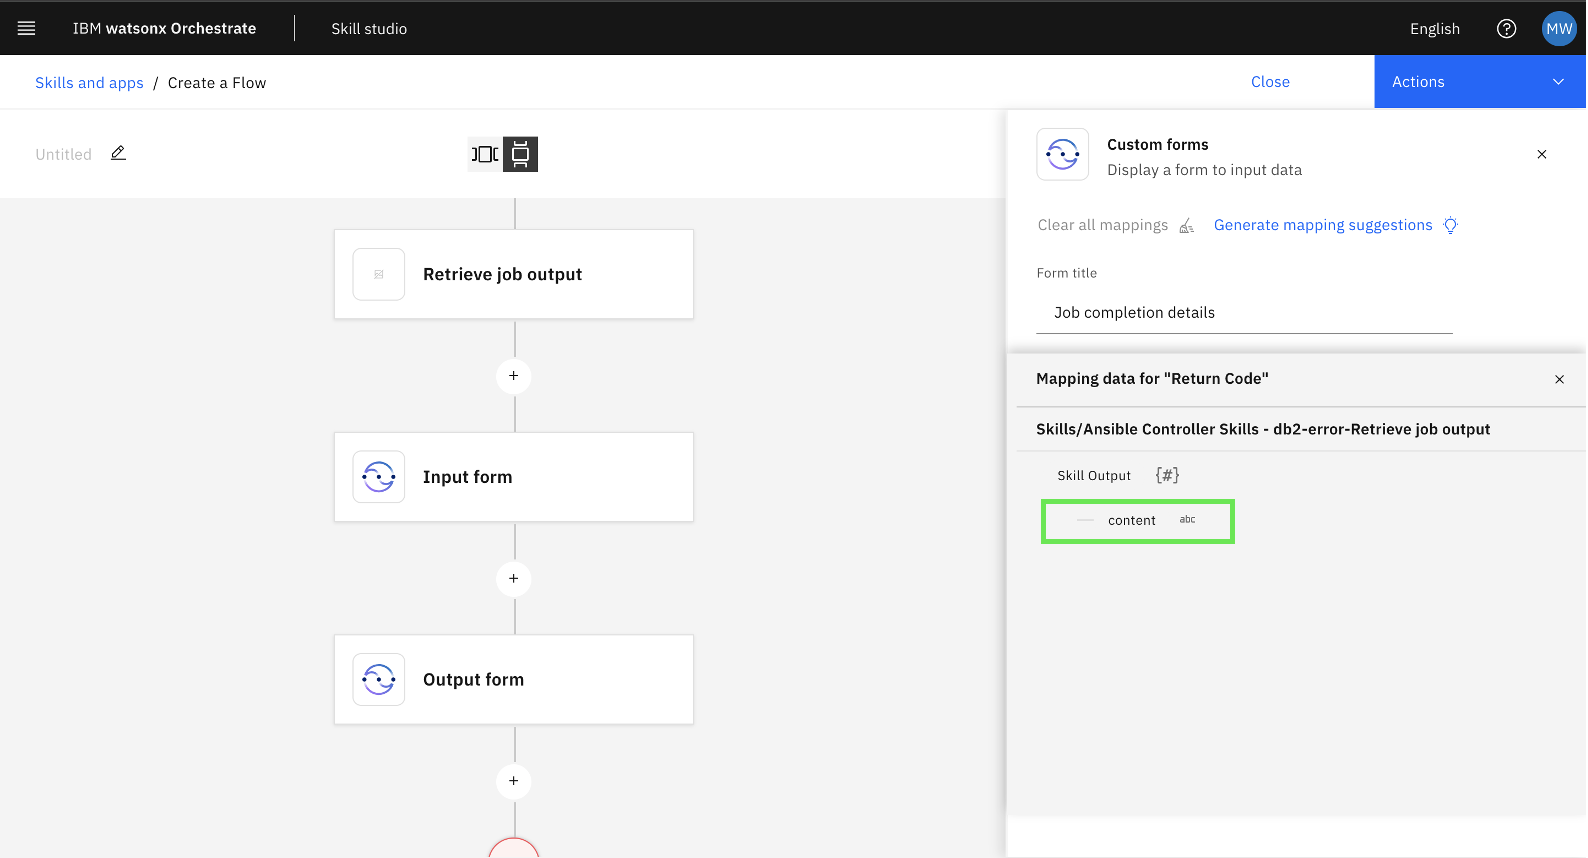 IBM watsonx Orchestrate
Skill studio
English
MW
Skills and apps / Create a Flow
Close
Actions
Untitled
Custom forms
Display a form to input data
Clear all mappings
Generate mapping suggestions
Form title
Job completion details
Retrieve job output
+
Input form
+
Output form
+
Mapping data for "Return Code"
Skills/Ansible Controller Skills - db2-error-Retrieve job output
Skill Output {#}
content abc